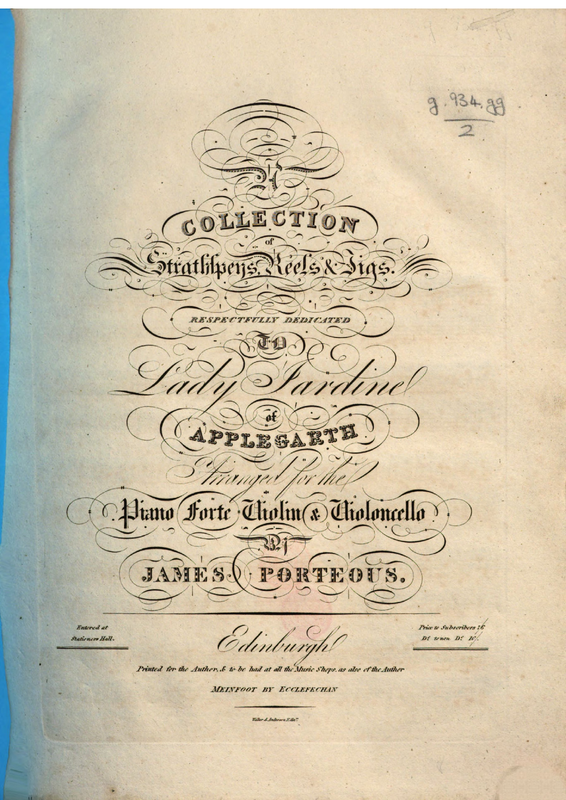 g. 934. gg
2
A
COLLECTION
of
Strathspeys, Reels & Jigs.
RESPECTFULLY DEDICATED
TO
Lady Jardine
of
APPLEGARTH
Arranged for the
Piano Forte Violin & Violoncello
By
JAMES PORTEOUS.
Entered at
Stationers Hall.
Price to Subscribers
Edinburgh
Printed for the Author, & to be had at all the Music Shops, as also of the Author
MEINFOOT BY ECCLEFECHAN